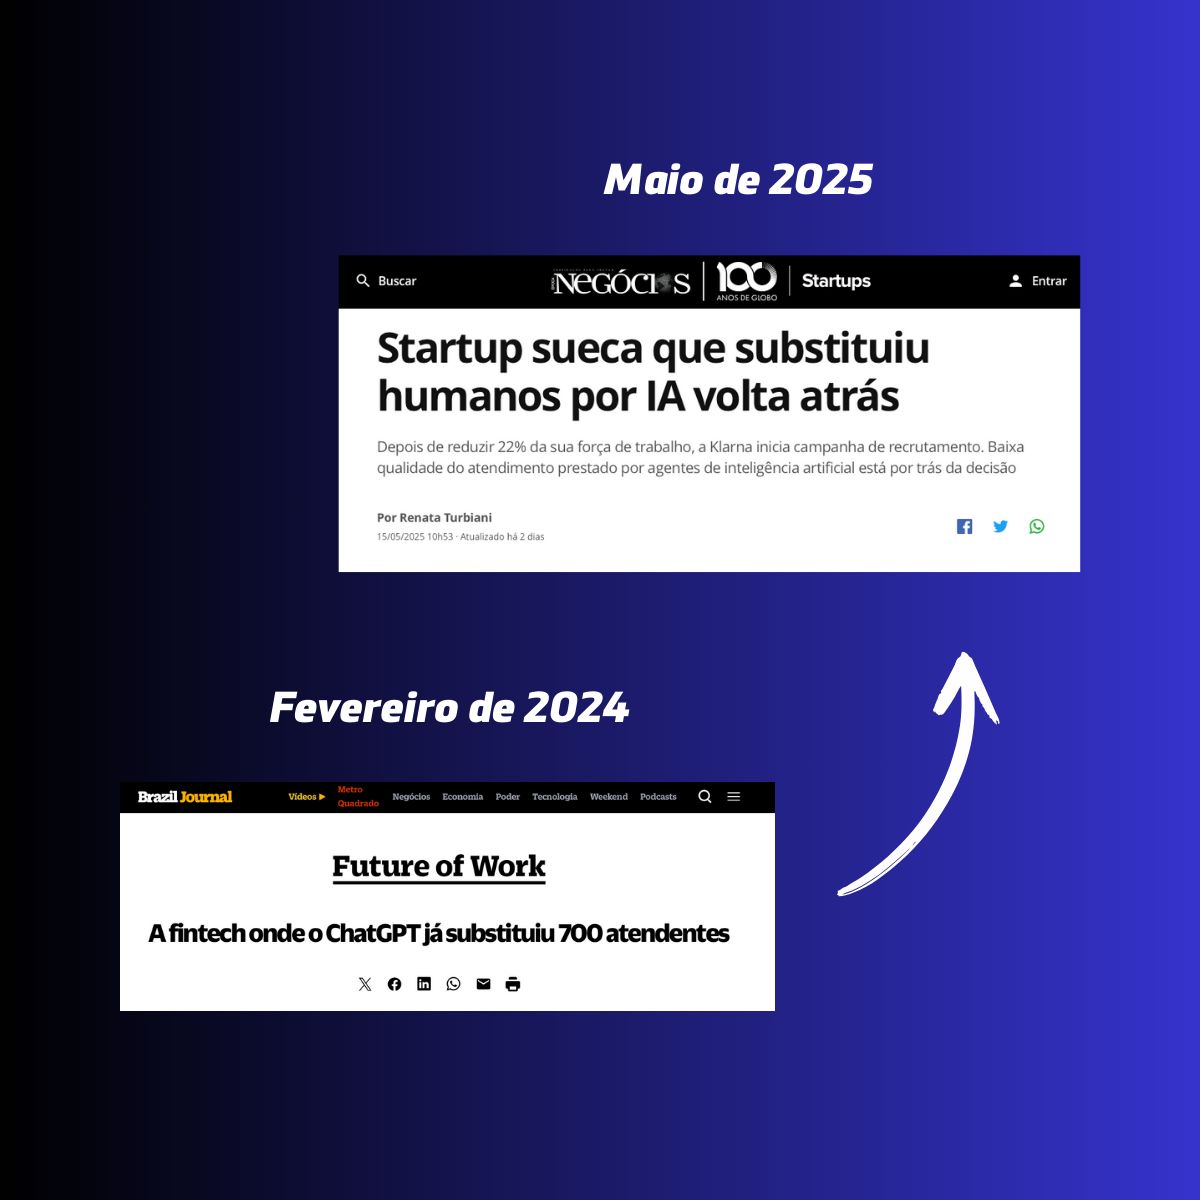 Maio de 2025
Buscar
NEGÓCIOS
100
ANOS DE GLOBO
Startups
Entrar
Startup sueca que substituiu
humanos por IA volta atrás
Depois de reduzir 22% da sua força de trabalho, a Klarna inicia campanha de recrutamento. Baixa
qualidade do atendimento prestado por agentes de inteligência artificial está por trás da decisão
Por Renata Turbiani
15/05/2025 10h53 · Atualizado há 2 dias
Fevereiro de 2024
Brazil Journal
Vídeos
Metro
Quadrado
Negócios
Economia
Poder
Tecnologia
Weekend
Podcasts
Future of Work
A fintech onde o ChatGPT já substituiu 700 atendentes